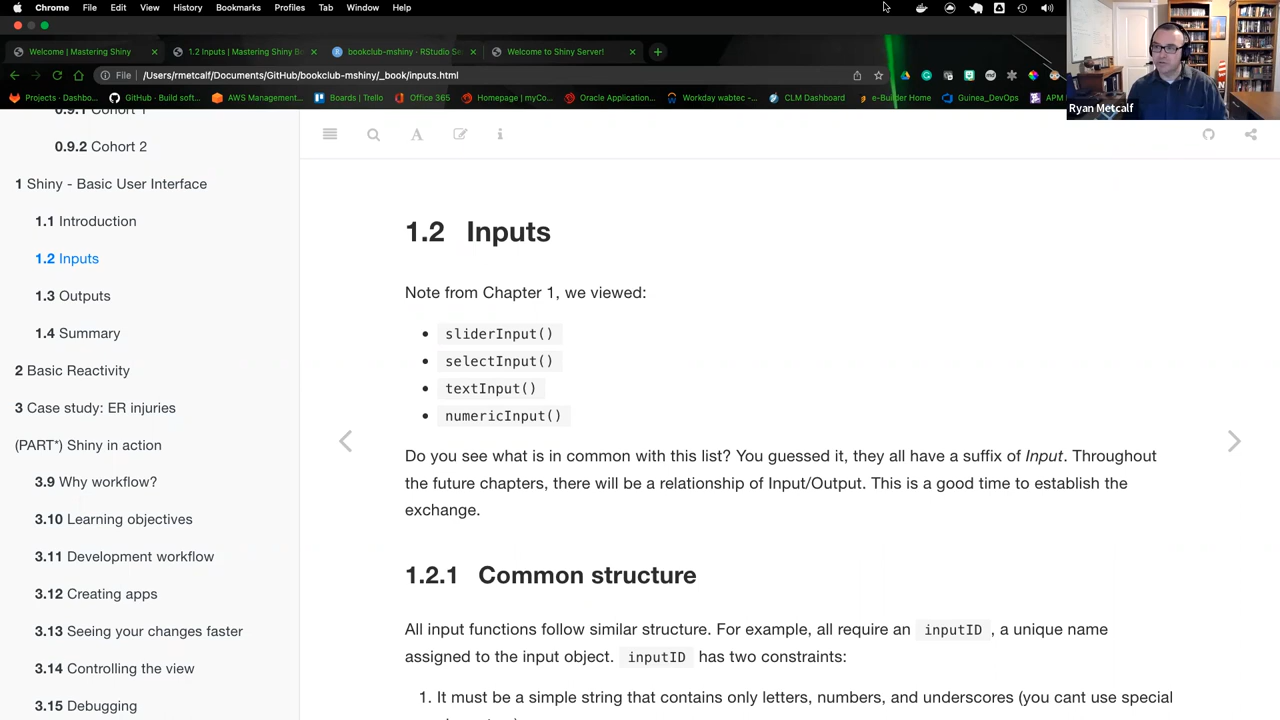 Chrome File Edit View History Bookmarks Profiles Tab Window Help
Welcome | Mastering Shiny
1.2 Inputs | Mastering Shiny Bo
bookclub-mshiny · RStudio Se
Welcome to Shiny Server!
File /Users/rmetcalf/Documents/GitHub/bookclub-mshiny/_book/inputs.html
Projects · Dashbo... GitHub · Build soft... AWS Management... Boards | Trello Office 365 Homepage | myCo... Oracle Application... Workday wabtec -... CLM Dashboard e-Builder Home Guinea_DevOps APM
Ryan Metcalf
0.9.1 Cohort 1
0.9.2 Cohort 2
1 Shiny - Basic User Interface
1.1 Introduction
1.2 Inputs
1.3 Outputs
1.4 Summary
2 Basic Reactivity
3 Case study: ER injuries
(PART*) Shiny in action
3.9 Why workflow?
3.10 Learning objectives
3.11 Development workflow
3.12 Creating apps
3.13 Seeing your changes faster
3.14 Controlling the view
3.15 Debugging
1.2 Inputs
Note from Chapter 1, we viewed:
• sliderInput()
• selectInput()
• textInput()
• numericInput()
Do you see what is in common with this list? You guessed it, they all have a suffix of Input. Throughout
the future chapters, there will be a relationship of Input/Output. This is a good time to establish the
exchange.
1.2.1 Common structure
All input functions follow similar structure. For example, all require an inputID , a unique name
assigned to the input object. inputID has two constraints:
1. It must be a simple string that contains only letters, numbers, and underscores (you cant use special